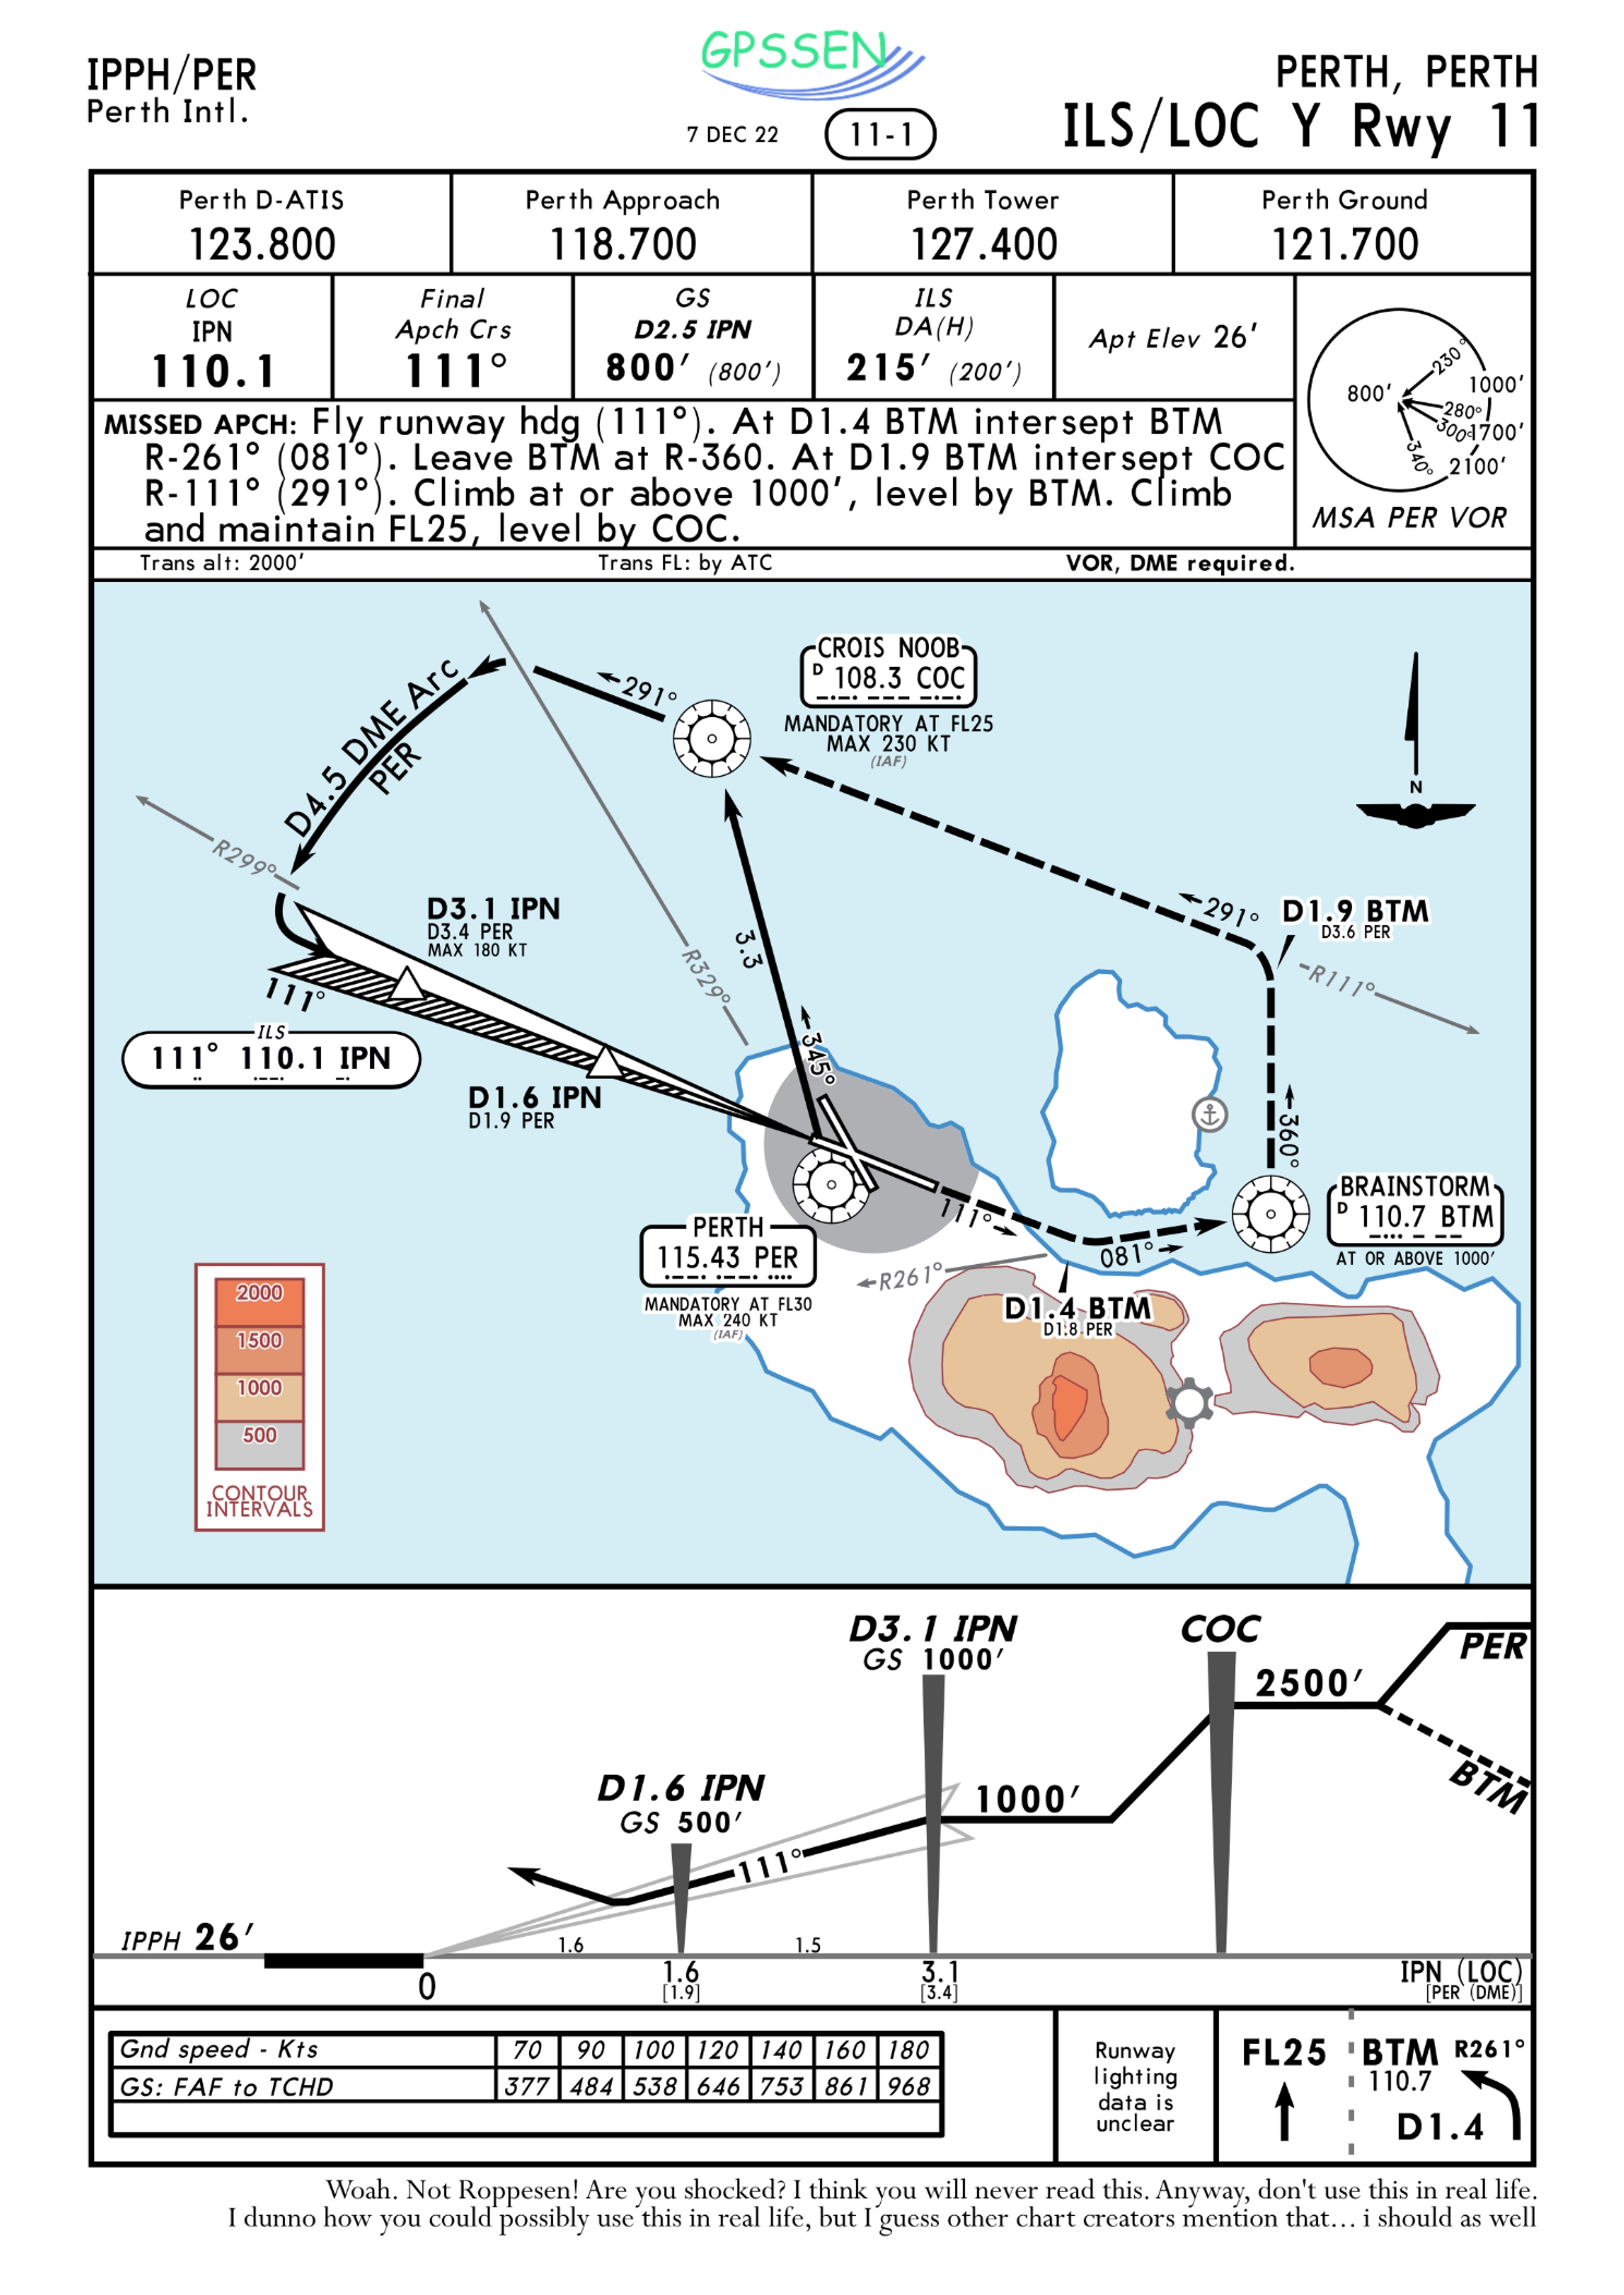 GPSSEN
IPPH/PER
Perth Intl.
7 DEC 22
11-1
PERTH, PERTH
ILS/LOC Y Rwy 11
Perth D-ATIS
123.800
Perth Approach
118.700
Perth Tower
127.400
Perth Ground
121.700
LOC
IPN
110.1
Final
Apch Crs
111°
GS
D2.5 IPN
800′ (800′)
ILS
DA(H)
215′ (200′)
Apt Elev 26′
230°
1000′
800′
280°
300°
1700′
340°
2100′
MSA PER VOR
MISSED APCH: Fly runway hdg (111°). At D1.4 BTM intersept BTM
R-261° (081°). Leave BTM at R-360. At D1.9 BTM intersept COC
R-111° (291°). Climb at or above 1000′, level by BTM. Climb
and maintain FL25, level by COC.
Trans alt: 2000′
Trans FL: by ATC
VOR, DME required.
CROIS NOOB
D 108.3 COC
MANDATORY AT FL25
MAX 230 KT
(IAF)
291°
D4.5 DME Arc
PER
N
R299°
D3.1 IPN
D3.4 PER
MAX 180 KT
3.3
R329°
291°
D1.9 BTM
D3.6 PER
R111°
111°
ILS
111° 110.1 IPN
345°
D1.6 IPN
D1.9 PER
360°
BRAINSTORM
D 110.7 BTM
AT OR ABOVE 1000′
111°
081°
PERTH
115.43 PER
MANDATORY AT FL30
MAX 240 KT
(IAF)
R261°
D1.4 BTM
D1.8 PER
2000
1500
1000
500
CONTOUR
INTERVALS
D3.1 IPN
GS 1000′
COC
PER
2500′
BTM
D1.6 IPN
GS 500′
1000′
111°
IPPH 26′
1.6
1.5
0
1.6
[1.9]
3.1
[3.4]
IPN (LOC)
[PER (DME)]
Gnd speed - Kts 70 90 100 120 140 160 180
GS: FAF to TCHD 377 484 538 646 753 861 968
Runway
lighting
data is
unclear
FL25
BTM R261°
110.7
D1.4
Woah. Not Roppesen! Are you shocked? I think you will never read this. Anyway, don't use this in real life.
I dunno how you could possibly use this in real life, but I guess other chart creators mention that... i should as well